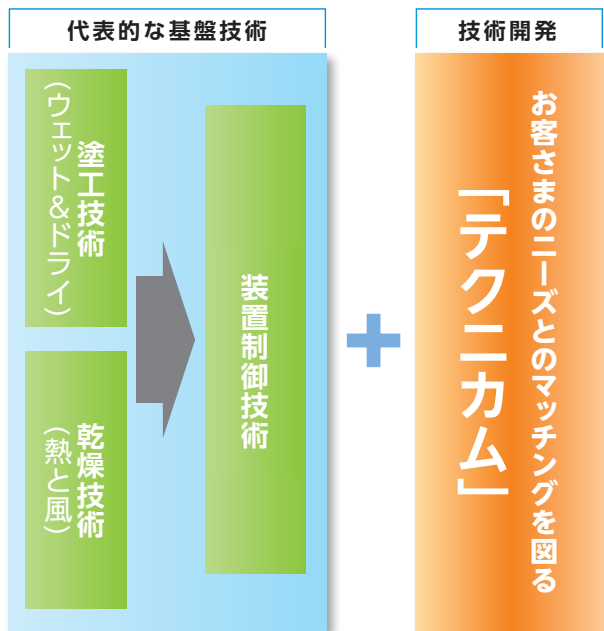 代表的な基盤技術
塗工技術
（ウェット&ドライ）
乾燥技術
（熱と風）
装置制御技術
技術開発
お客さまのニーズとのマッチングを図る
「テクニカム」